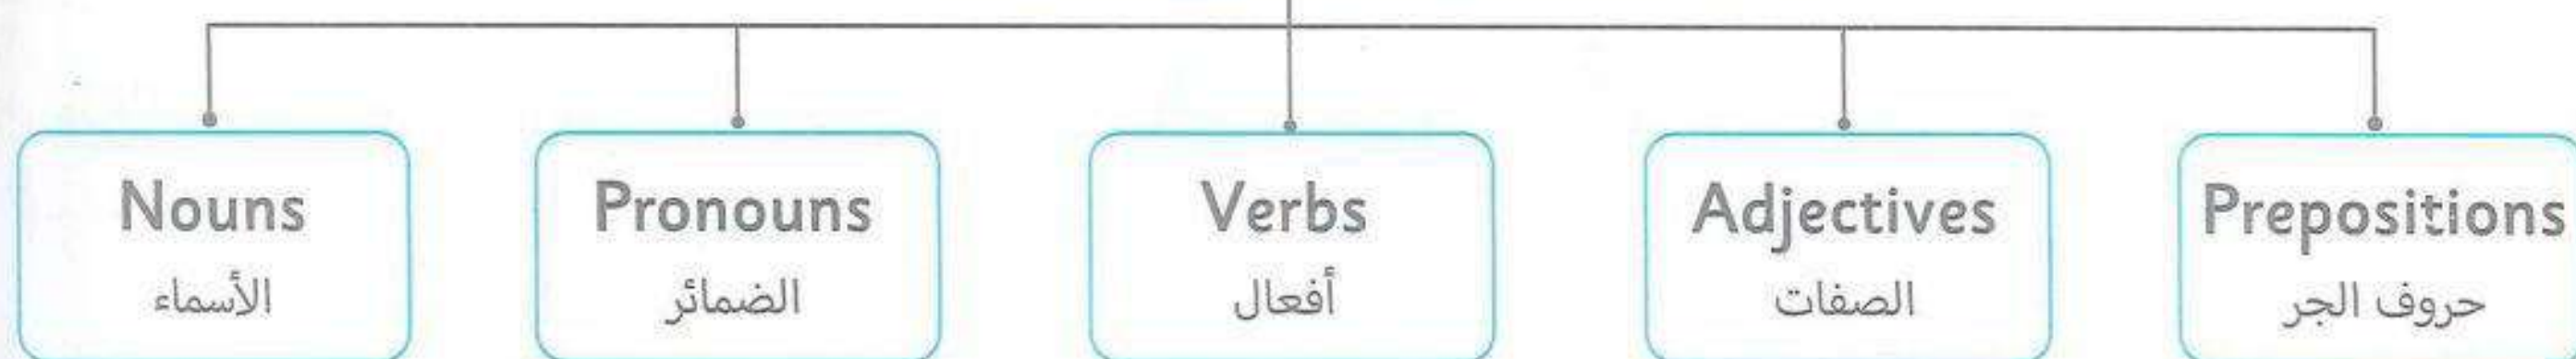 Nouns
الأسماء
Pronouns
الضمائر
Verbs
أفعال
Adjectives
الصفات
Prepositions
حروف الجر